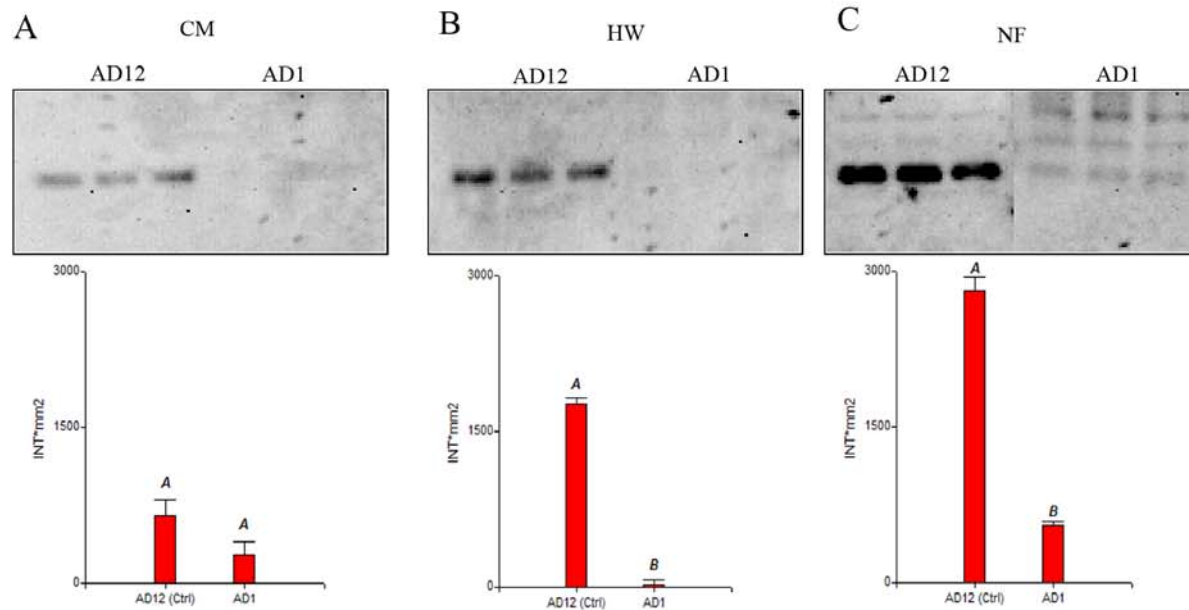 A
CM
AD12 AD1
3000
1500
0
INT*mm2
A
A
AD12 (Ctrl) AD1
B
HW
AD12 AD1
3000
1500
0
INT*mm2
A
B
AD12 (Ctrl) AD1
C
NF
AD12 AD1
3000
1500
0
INT*mm2
A
B
AD12 (Ctrl) AD1